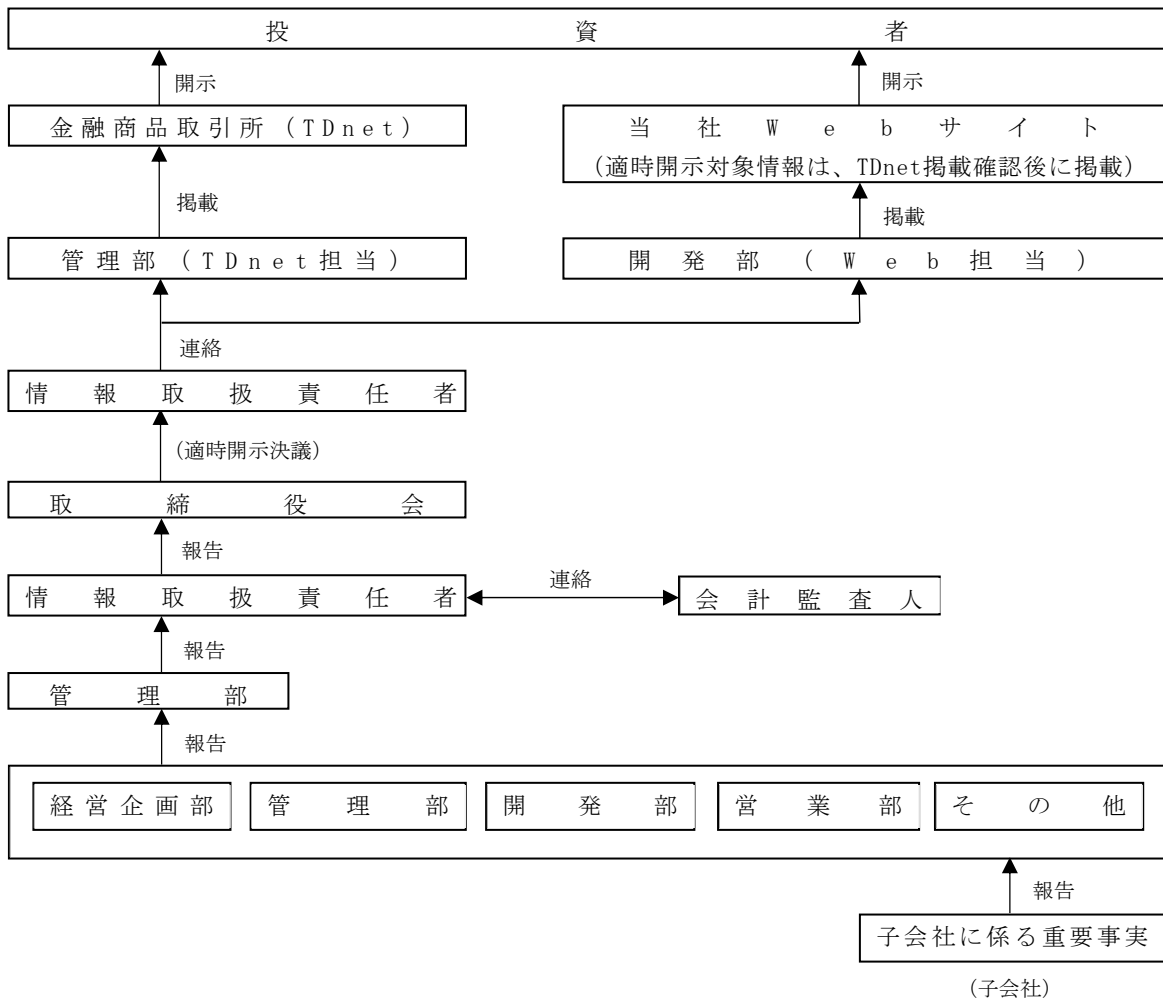 投資者
開示
開示
金融商品取引所(TDnet)
当社Webサイト
(適時開示対象情報は、TDnet掲載確認後に掲載)
掲載
掲載
管理部(TDnet担当)
開発部(Web担当)
連絡
情報取扱責任者
(適時開示決議)
取締役会
報告
情報取扱責任者
連絡
会計監査人
報告
管理部
報告
経営企画部
管理部
開発部
営業部
その他
報告
子会社に係る重要事実
(子会社)